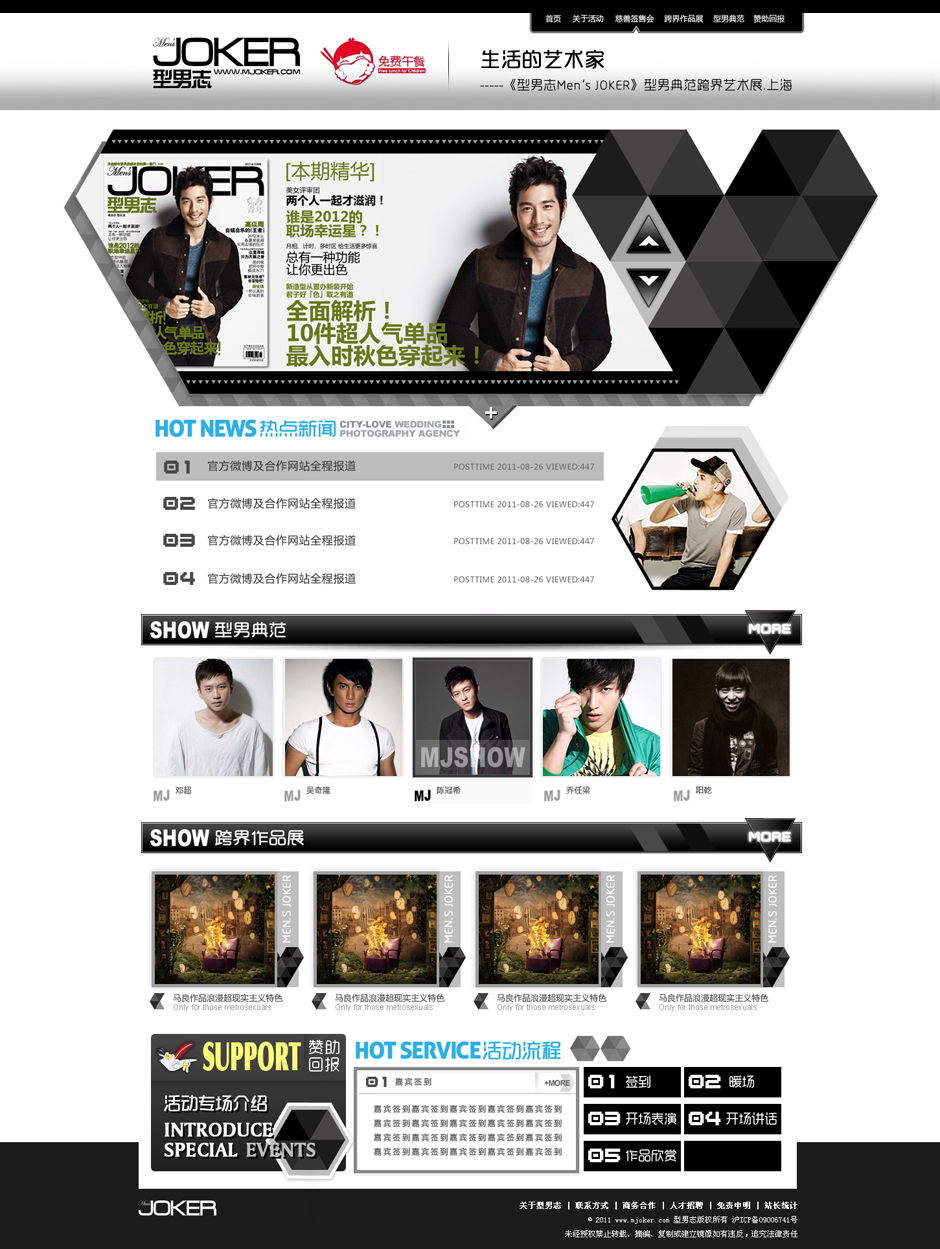 首页 关于活动 慈善签售会 跨界作品展 型男典范 赞助回报
Men's JOKER
型男志 WWW.MJOKER.COM
免费午餐
Free Lunch for Children
生活的艺术家
-----《型男志Men's JOKER》型男典范跨界艺术展.上海
Men's JOKER
型男志
[本期精华]
美女评审团
两个人一起才滋润！
谁是2012的
职场幸运星？！
月相、计时、多时区 给生活更多惊喜
总有一种功能
让你更出色
新造型从置办新装开始
君子好「色」取之有道
全面解析！
10件超人气单品
最入时秋色穿起来！
+
HOT NEWS 热点新闻 CITY-LOVE WEDDING
PHOTOGRAPHY AGENCY
01 官方微博及合作网站全程报道 POSTTIME 2011-08-26 VIEWED:447
02 官方微博及合作网站全程报道 POSTTIME 2011-08-26 VIEWED:447
03 官方微博及合作网站全程报道 POSTTIME 2011-08-26 VIEWED:447
04 官方微博及合作网站全程报道 POSTTIME 2011-08-26 VIEWED:447
SHOW 型男典范 MORE
MJSHOW
MJ 邓超 MJ 吴奇隆 MJ 陈冠希 MJ 乔任梁 MJ 阳乾
SHOW 跨界作品展 MORE
MEN.S JOKER MEN.S JOKER MEN.S JOKER MEN.S JOKER
马良作品浪漫超现实主义特色 马良作品浪漫超现实主义特色 马良作品浪漫超现实主义特色 马良作品浪漫超现实主义特色
Only for those metrosexuals Only for those metrosexuals Only for those metrosexuals Only for those metrosexuals
SUPPORT 赞助回报
活动专场介绍
INTRODUCE
SPECIAL EVENTS
HOT SERVICE 活动流程
01 嘉宾签到 +MORE
嘉宾签到嘉宾签到嘉宾签到嘉宾签到嘉宾签到
嘉宾签到嘉宾签到嘉宾签到嘉宾签到嘉宾签到
嘉宾签到嘉宾签到嘉宾签到嘉宾签到嘉宾签到
嘉宾签到嘉宾签到嘉宾签到嘉宾签到嘉宾签到
01 签到 02 暖场
03 开场表演 04 开场讲话
05 作品欣赏
Men's JOKER
关于型男志 | 联系方式 | 商务合作 | 人才招聘 | 免责申明 | 站长统计
© 2011 www.mjoker.com 型男志版权所有 沪ICP备09006741号
未经授权禁止转载、摘编、复制或建立镜像如有违反，追究法律责任